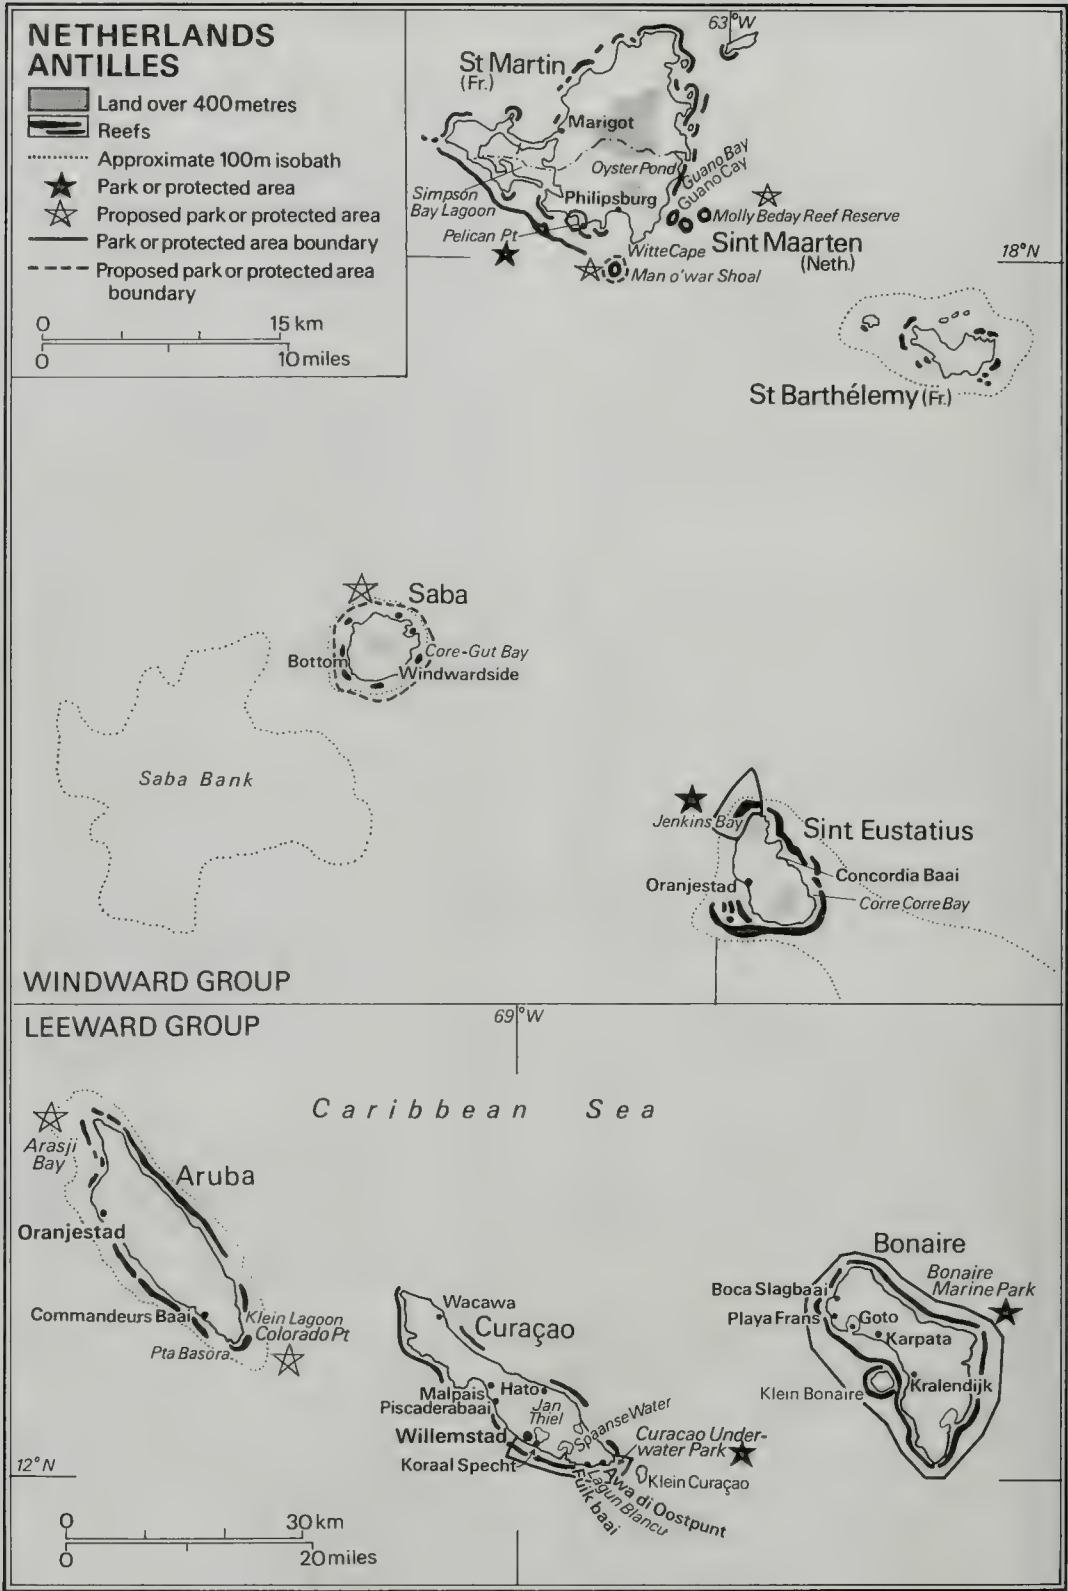 NETHERLANDS
ANTILLES
Land over 400 metres
Reefs
Approximate 100m isobath
Park or protected area
Proposed park or protected area
Park or protected area boundary
Proposed park or protected area
boundary
0 15 km
0 10 miles
63°W
St Martin
(Fr.)
Marigot
Oyster Pond
Guano Bay
Guano Cay
Simpson
Bay Lagoon
Philipsburg
Molly Beday Reef Reserve
Pelican Pt
Witte Cape
Sint Maarten
(Neth.)
18°N
Man o'war Shoal
St Barthélemy (Fr.)
Saba
Core-Gut Bay
Bottom
Windwardside
Saba Bank
Jenkins Bay
Sint Eustatius
Concordia Baai
Oranjestad
Corre Corre Bay
WINDWARD GROUP
LEEWARD GROUP
69°W
Caribbean Sea
Arasji
Bay
Aruba
Oranjestad
Commandeurs Baai
Klein Lagoon
Colorado Pt
Pta Basora
Bonaire
Bonaire
Marine Park
Boca Slagbaai
Playa Frans
Goto
Karpata
Klein Bonaire
Kralendijk
Wacawa
Curaçao
Malpais
Hato
Piscaderabaai
Jan
Thiel
Spaanse Water
Willemstad
Curacao Under-
water Park
Koraal Specht
Klein Curaçao
Awa di Oostpunt
Lagun Blancu
Fuik baai
12°N
0 30 km
0 20 miles